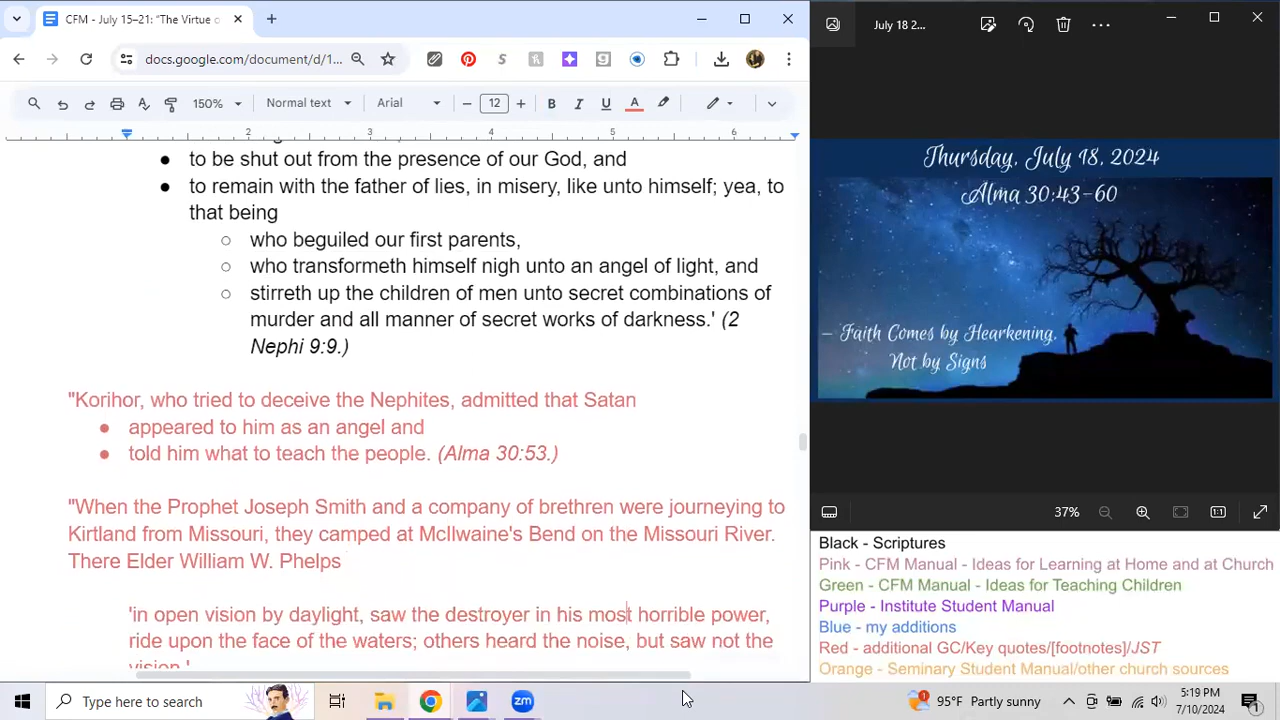 CFM - July 15–21: "The Virtue o
docs.google.com/document/d/1...
150%
Normal text
Arial
12
B I U A
2 3 4 5 6
● to be shut out from the presence of our God, and
● to remain with the father of lies, in misery, like unto himself; yea, to
that being
○ who beguiled our first parents,
○ who transformeth himself nigh unto an angel of light, and
○ stirreth up the children of men unto secret combinations of
murder and all manner of secret works of darkness.' (2
Nephi 9:9.)
"Korihor, who tried to deceive the Nephites, admitted that Satan
● appeared to him as an angel and
● told him what to teach the people. (Alma 30:53.)
"When the Prophet Joseph Smith and a company of brethren were journeying to
Kirtland from Missouri, they camped at McIlwaine's Bend on the Missouri River.
There Elder William W. Phelps
'in open vision by daylight, saw the destroyer in his most horrible power,
ride upon the face of the waters; others heard the noise, but saw not the
vision.'
July 18 2...
Thursday, July 18, 2024
Alma 30:43-60
– Faith Comes by Hearkening,
Not by Signs
37%
Black - Scriptures
Pink - CFM Manual - Ideas for Learning at Home and at Church
Green - CFM Manual - Ideas for Teaching Children
Purple - Institute Student Manual
Blue - my additions
Red - additional GC/Key quotes/[footnotes]/JST
Orange - Seminary Student Manual/other church sources
Type here to search
95°F Partly sunny
5:19 PM
7/10/2024